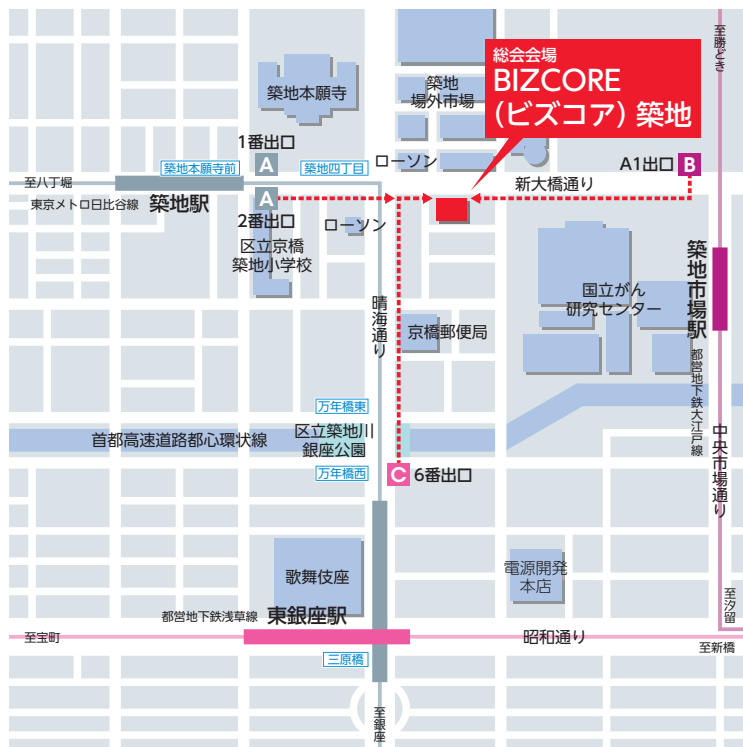 総会会場
BIZCORE
（ビズコア）築地
至勝どき
築地本願寺
築地
場外市場
1番出口
A
築地本願寺前
築地四丁目
ローソン
A1出口
B
至八丁堀
新大橋通り
東京メトロ日比谷線
築地駅
A
2番出口
ローソン
区立京橋
築地小学校
国立がん
研究センター
築地市場駅
晴海通り
京橋郵便局
都営地下鉄大江戸線
万年橋東
首都高速道路都心環状線
区立築地川
銀座公園
中央市場通り
万年橋西
C
6番出口
歌舞伎座
電源開発
本店
至汐留
都営地下鉄浅草線
東銀座駅
至宝町
昭和通り
至新橋
三原橋
至銀座